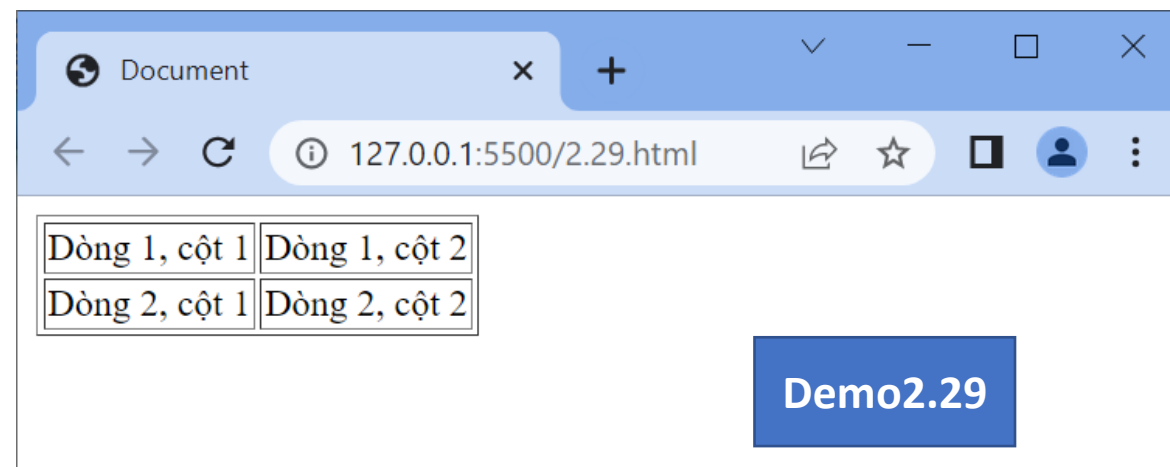 Document
127.0.0.1:5500/2.29.html
Dòng 1, cột 1 Dòng 1, cột 2
Dòng 2, cột 1 Dòng 2, cột 2
Demo2.29